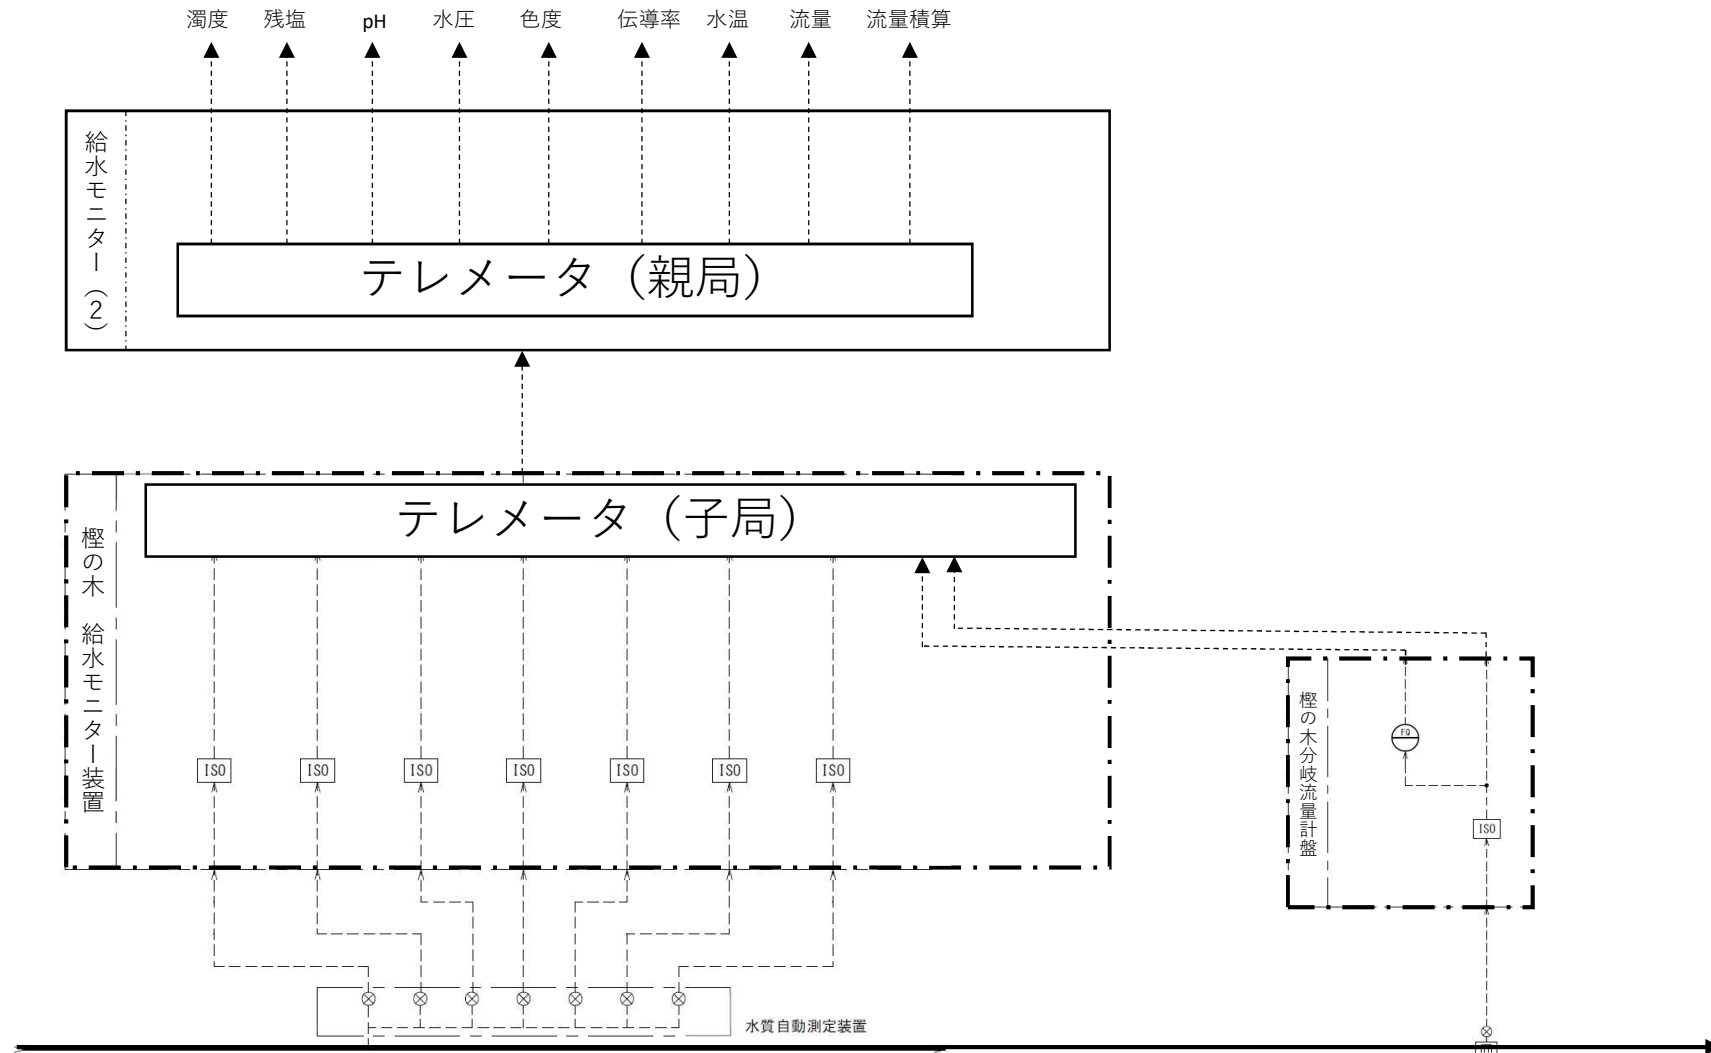 濁度 残塩 pH 水圧 色度 伝導率 水温 流量 流量積算
給水モニター（2）
テレメータ（親局）
テレメータ（子局）
樫の木　給水モニター装置
樫の木分岐流量計盤
FQ
ISO ISO ISO ISO ISO ISO ISO
ISO
水質自動測定装置